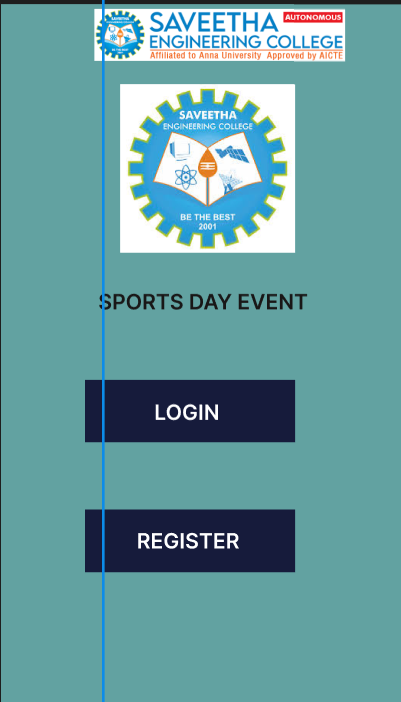 SAVEETHA
AUTONOMOUS
ENGINEERING COLLEGE
Affiliated to Anna University Approved by AICTE
SAVEETHA
ENGINEERING COLLEGE
BE THE BEST
2001
SPORTS DAY EVENT
LOGIN
REGISTER